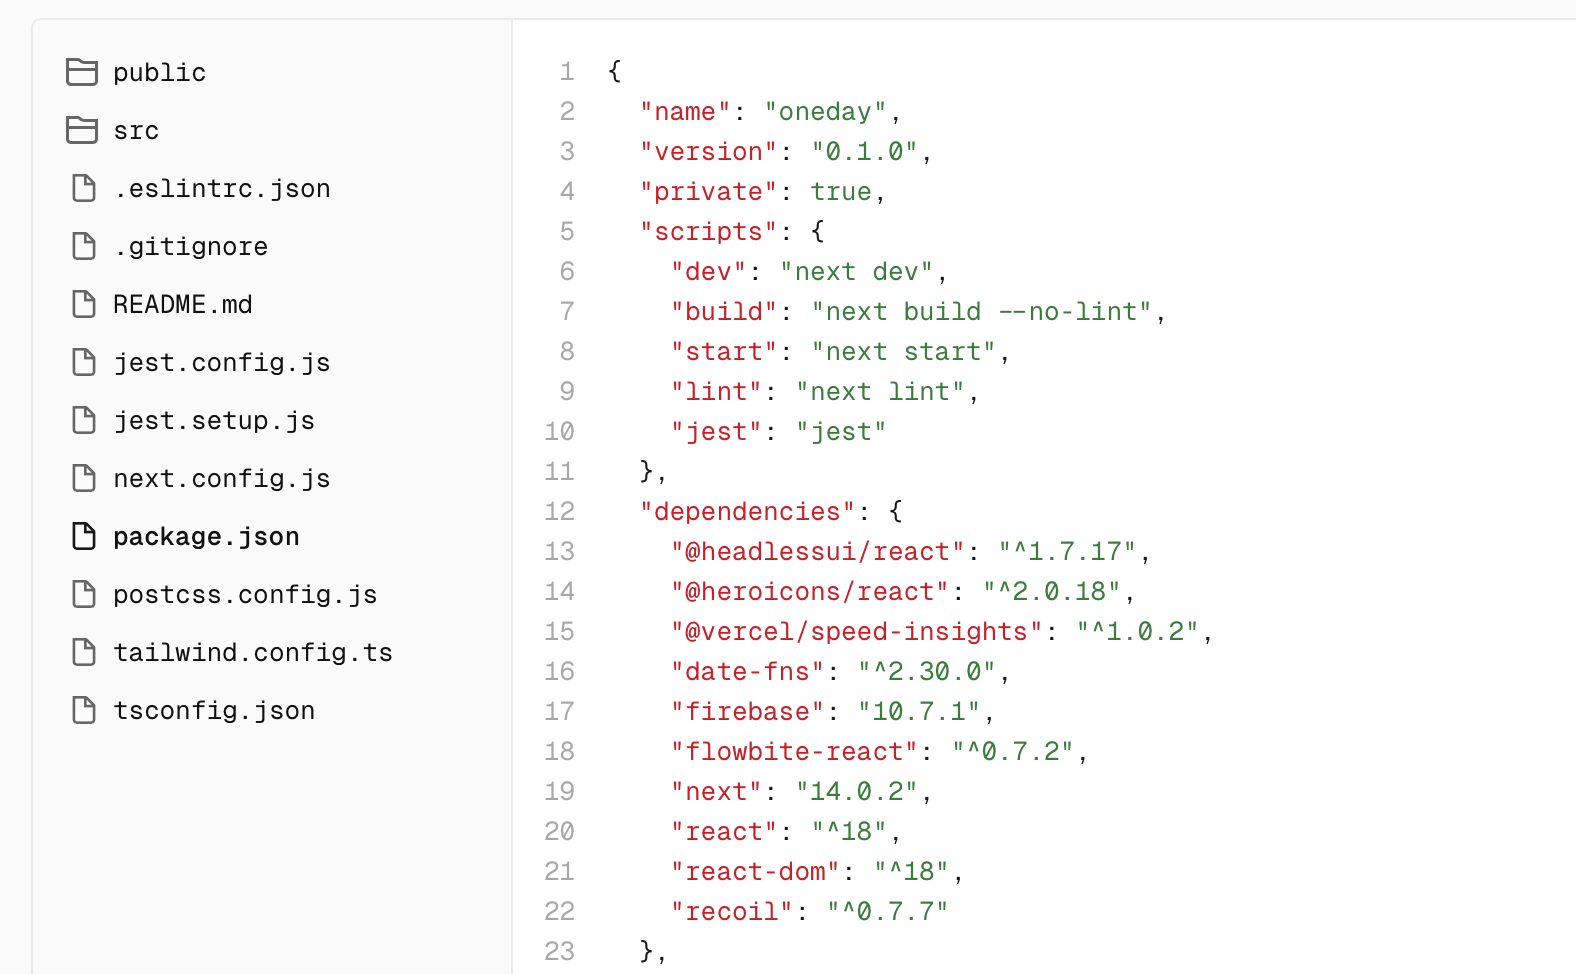 public
src
.eslintrc.json
.gitignore
README.md
jest.config.js
jest.setup.js
next.config.js
package.json
postcss.config.js
tailwind.config.ts
tsconfig.json
1 {
2 "name": "oneday",
3 "version": "0.1.0",
4 "private": true,
5 "scripts": {
6 "dev": "next dev",
7 "build": "next build --no-lint",
8 "start": "next start",
9 "lint": "next lint",
10 "jest": "jest"
11 },
12 "dependencies": {
13 "@headlessui/react": "^1.7.17",
14 "@heroicons/react": "^2.0.18",
15 "@vercel/speed-insights": "^1.0.2",
16 "date-fns": "^2.30.0",
17 "firebase": "10.7.1",
18 "flowbite-react": "^0.7.2",
19 "next": "14.0.2",
20 "react": "^18",
21 "react-dom": "^18",
22 "recoil": "^0.7.7"
23 },